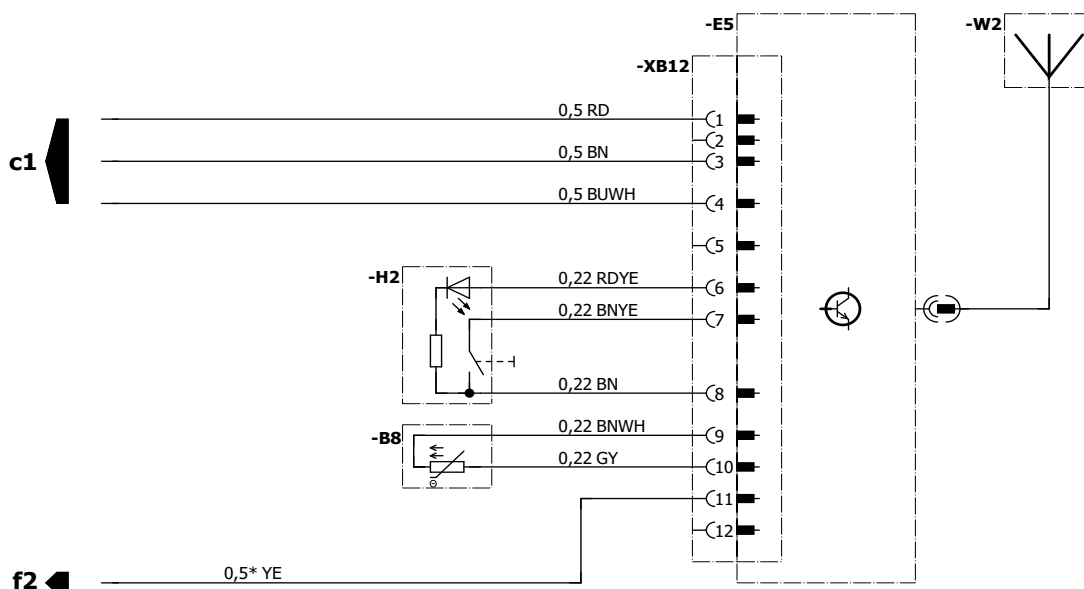 -E5
-W2
-XB12
c1
0,5 RD
1
2
0,5 BN
3
0,5 BUWH
4
5
-H2
0,22 RDYE
6
0,22 BNYE
7
0,22 BN
8
-B8
0,22 BNWH
9
0,22 GY
10
11
12
f2
0,5* YE